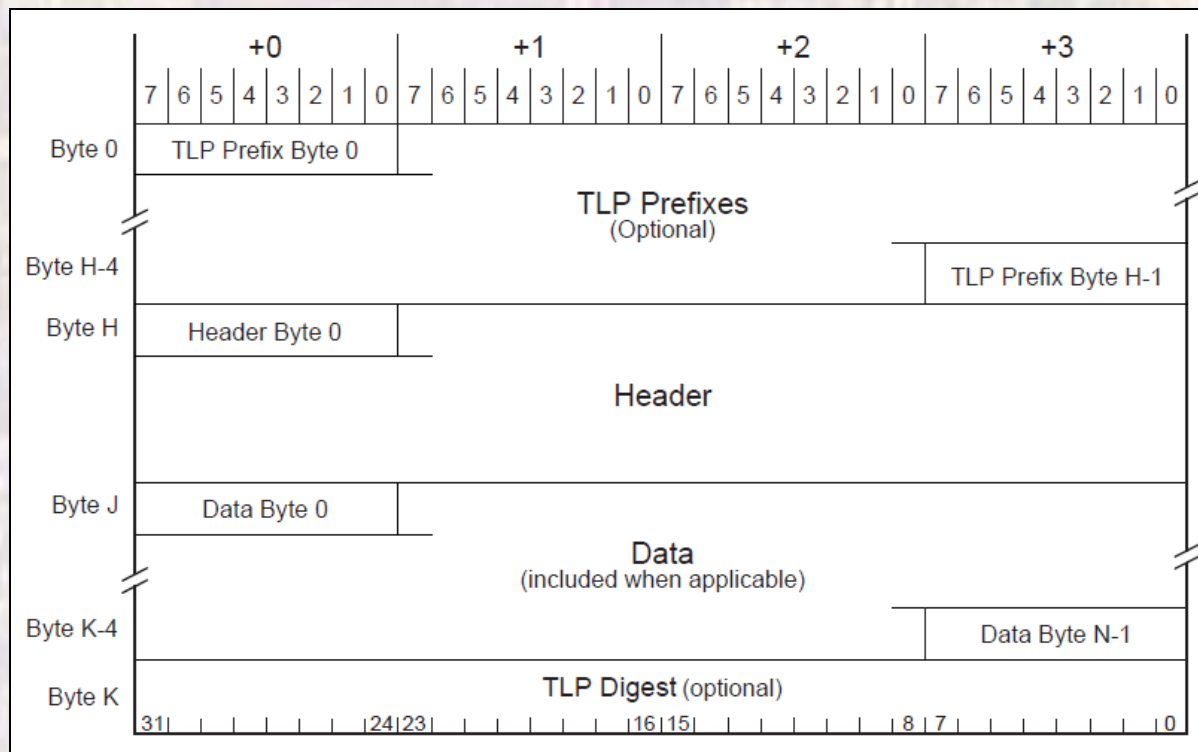 +0 +1 +2 +3
7 6 5 4 3 2 1 0 7 6 5 4 3 2 1 0 7 6 5 4 3 2 1 0 7 6 5 4 3 2 1 0
Byte 0 TLP Prefix Byte 0
TLP Prefixes
(Optional)
Byte H-4 TLP Prefix Byte H-1
Byte H Header Byte 0
Header
Byte J Data Byte 0
Data
(included when applicable)
Byte K-4 Data Byte N-1
Byte K TLP Digest (optional)
31 24 23 16 15 8 7 0